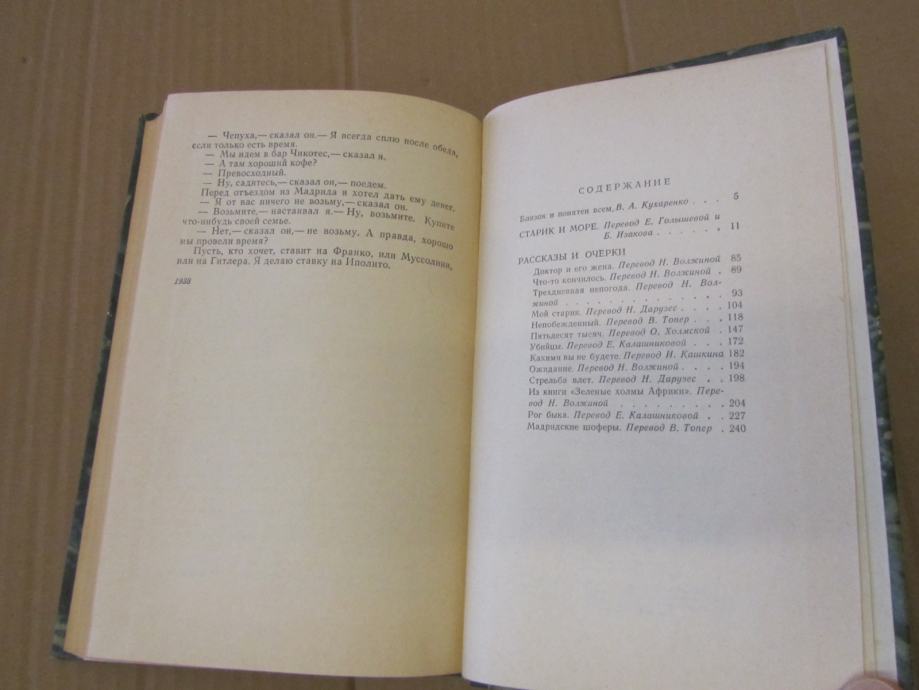 — Чепуха,— сказал он.— Я всегда сплю после обеда,
если только есть время.
— Мы идем в бар Чикотес,— сказал я.
— А там хороший кофе?
— Превосходный.
— Ну, садитесь,— сказал он,— поедем.
Перед отъездом из Мадрида я хотел дать ему денег.
— Я от вас ничего не возьму,— сказал он.
— Возьмите,— настаивал я.— Ну, возьмите. Купите
что-нибудь своей семье.
— Нет,— сказал он,— не возьму. А правда, хорошо
мы провели время?
Пусть, кто хочет, ставит на Франко, или Муссолини,
или на Гитлера. Я делаю ставку на Иполито.
1938
СОДЕРЖАНИЕ
Близок и понятен всем, В. А. Кухаренко . . . 5
СТАРИК И МОРЕ. Перевод Е. Голышевой и
Б. Изакова . . . . . . . 11
РАССКАЗЫ И ОЧЕРКИ
Доктор и его жена. Перевод Н. Волжиной 85
Что-то кончилось. Перевод Н. Волжиной . 89
Трехдневная непогода. Перевод Н. Вол-
жиной . . . . . . . . . . . . 93
Мой старик. Перевод Н. Дарузес . . . 104
Непобежденный. Перевод В. Топер . . . 118
Пятьдесят тысяч. Перевод О. Холмской . 147
Убийцы. Перевод Е. Калашниковой . . . 172
Какими вы не будете. Перевод И. Кашкина 182
Ожидание. Перевод Н. Волжиной . . . 194
Стрельба влет. Перевод Н. Дарузес . . 198
Из книги «Зеленые холмы Африки». Пере-
вод Н. Волжиной . . . . . . . . . 204
Рог быка. Перевод Е. Калашниковой . . 227
Мадридские шоферы. Перевод В. Топер . 240